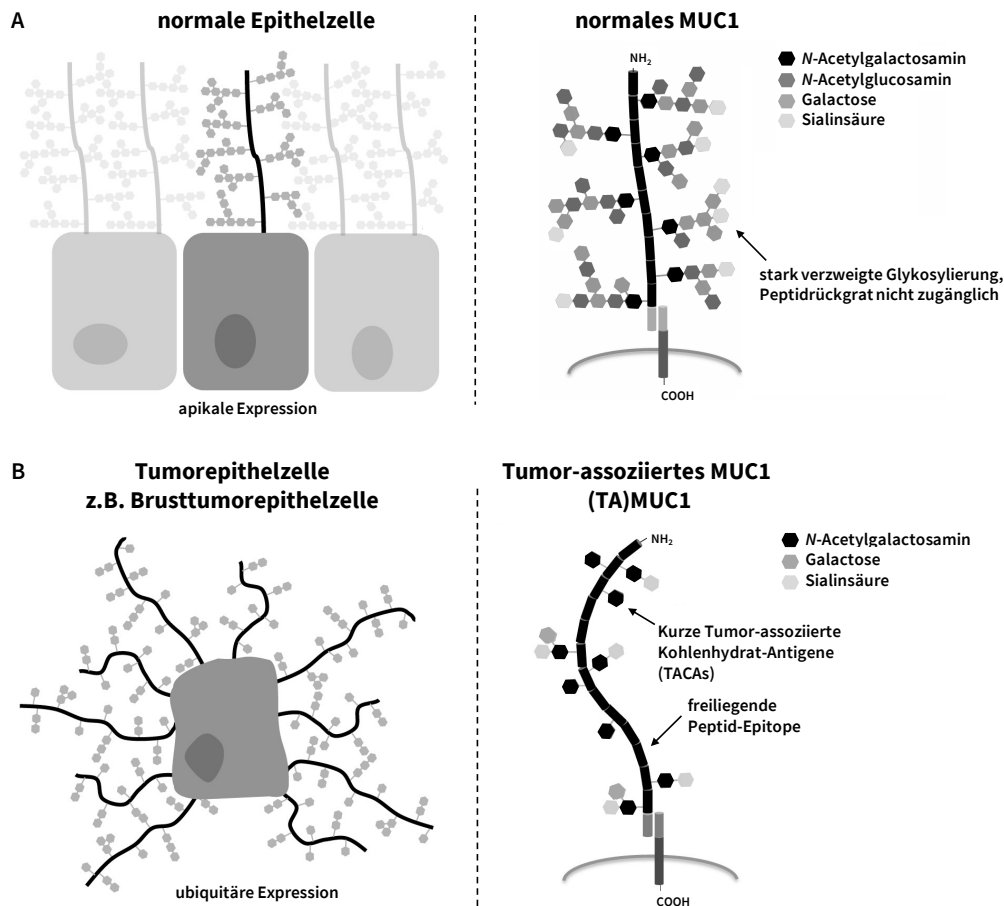 A
normale Epithelzelle
apikale Expression
normales MUC1
NH2
N-Acetylgalactosamin
N-Acetylglucosamin
Galactose
Sialinsäure
stark verzweigte Glykosylierung,
Peptidrückgrat nicht zugänglich
COOH
B
Tumorepithelzelle
z.B. Brusttumorepithelzelle
ubiquitäre Expression
Tumor-assoziiertes MUC1
(TA)MUC1
NH2
N-Acetylgalactosamin
Galactose
Sialinsäure
Kurze Tumor-assoziierte
Kohlenhydrat-Antigene
(TACAs)
freiliegende
Peptid-Epitope
COOH